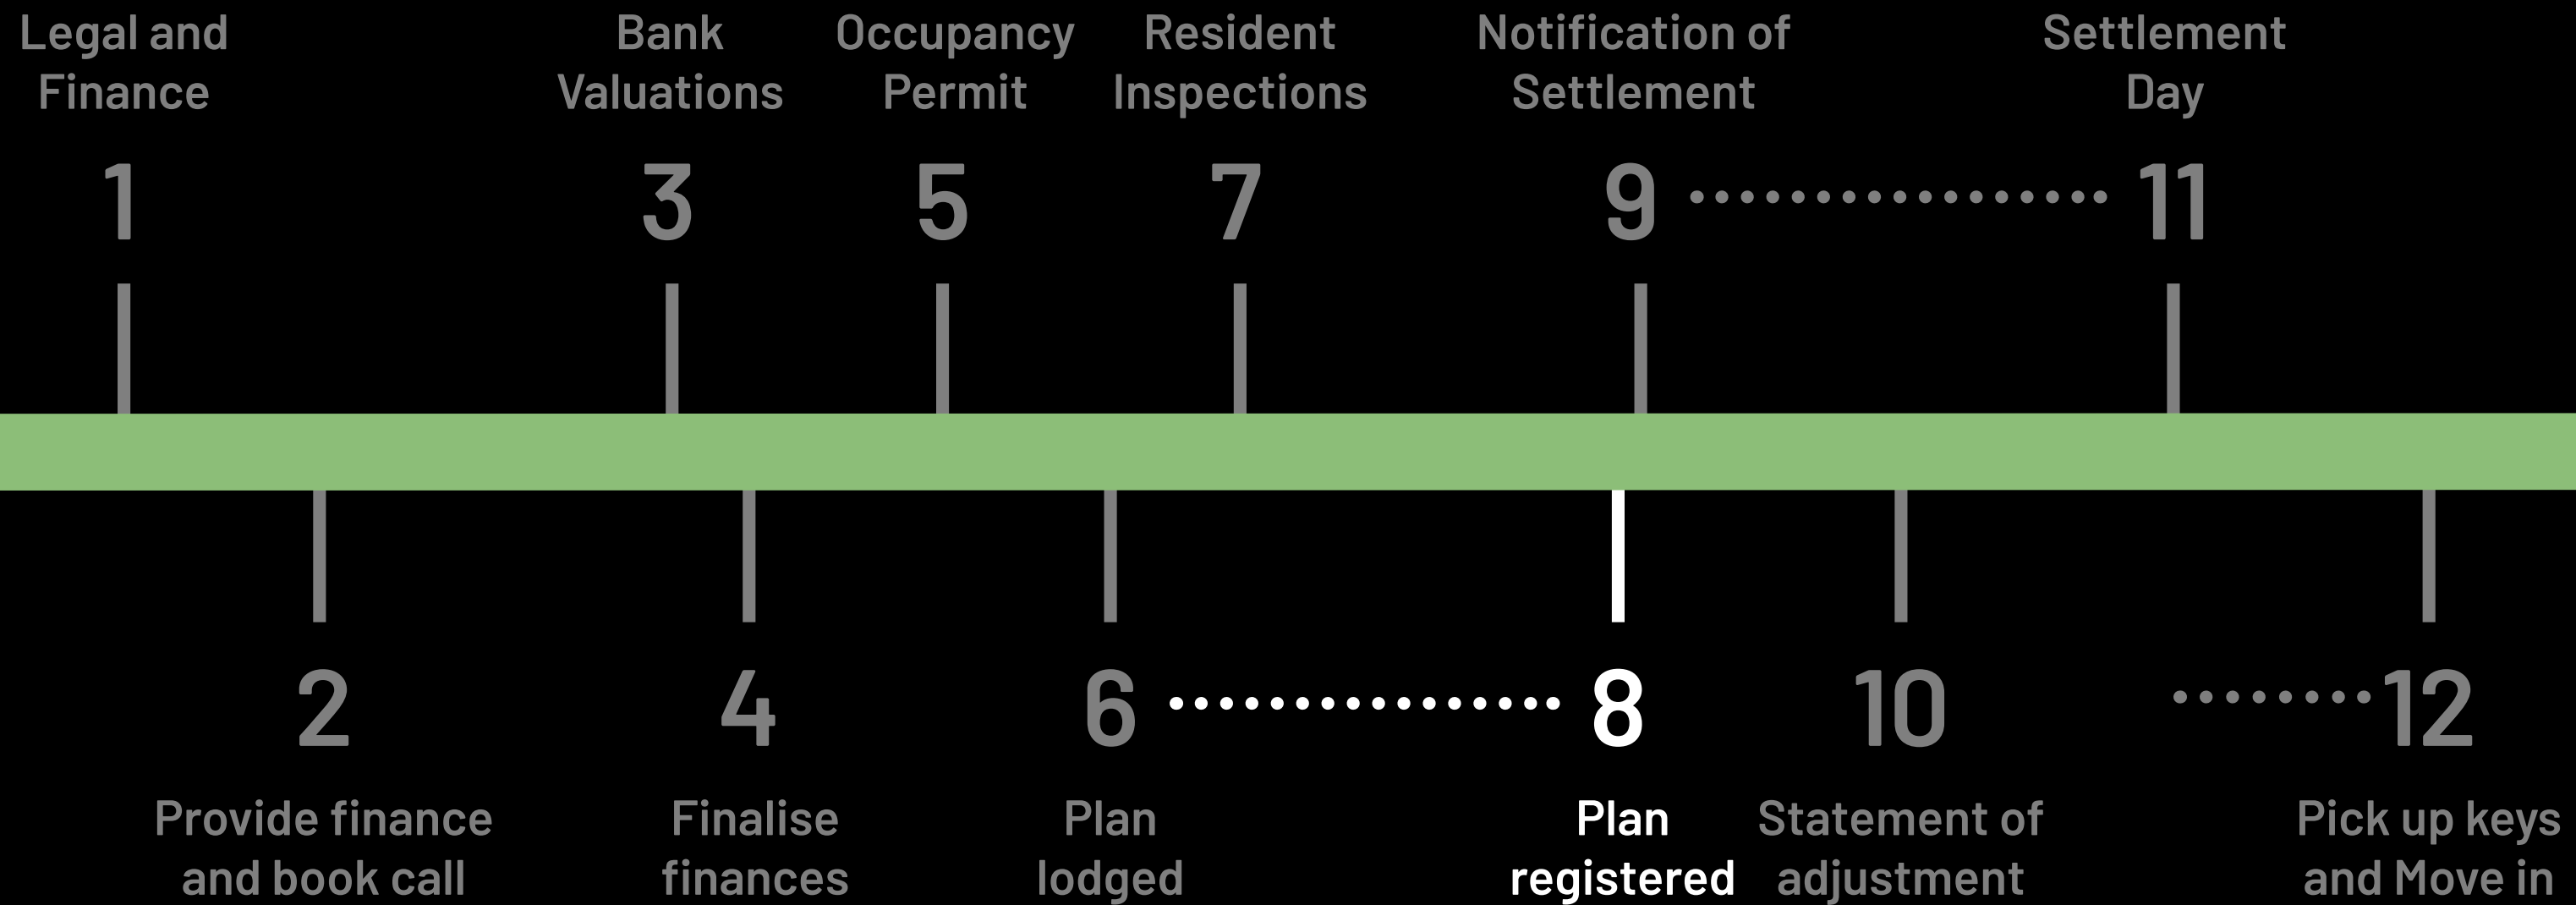 Legal and
Finance
Bank
Valuations
Occupancy
Permit
Resident
Inspections
Notification of
Settlement
Settlement
Day
1
3
5
7
9
11
2
4
6
8
10
12
Provide finance
and book call
Finalise
finances
Plan
lodged
Plan
registered
Statement of
adjustment
Pick up keys
and Move in